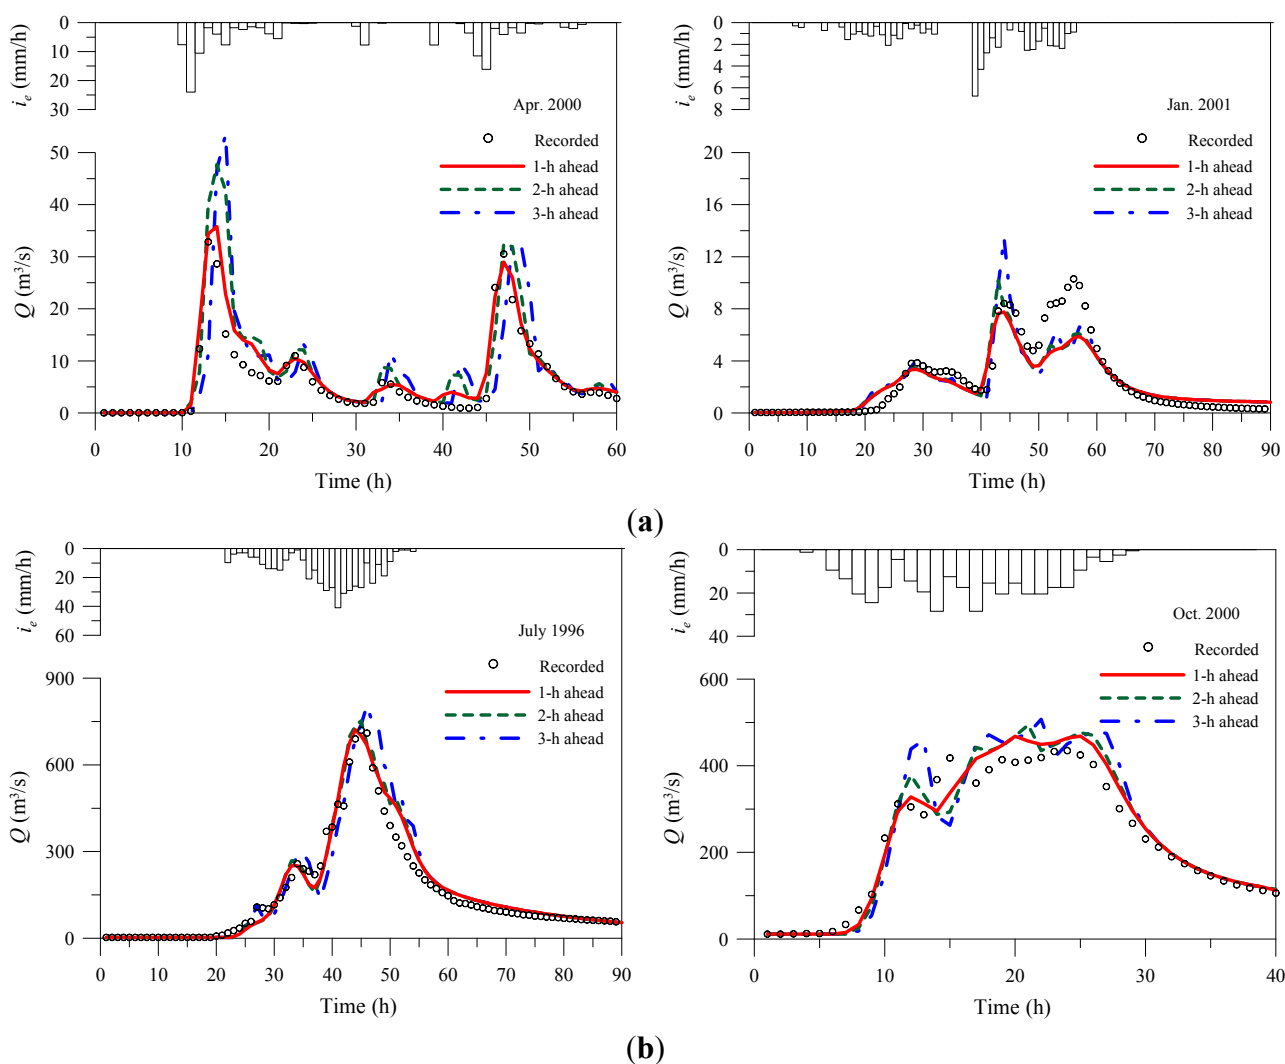 0
10
20
30
i_e (mm/h)
Apr. 2000
Recorded
1-h ahead
2-h ahead
3-h ahead
50
40
30
20
10
0
Q (m³/s)
0 10 20 30 40 50 60
Time (h)
0
2
4
6
8
i_e (mm/h)
Jan. 2001
Recorded
1-h ahead
2-h ahead
3-h ahead
20
16
12
8
4
0
Q (m³/s)
0 10 20 30 40 50 60 70 80 90
Time (h)
(a)
0
20
40
60
i_e (mm/h)
July 1996
Recorded
1-h ahead
2-h ahead
3-h ahead
900
600
300
0
Q (m³/s)
0 10 20 30 40 50 60 70 80 90
Time (h)
0
20
40
i_e (mm/h)
Oct. 2000
Recorded
1-h ahead
2-h ahead
3-h ahead
600
400
200
0
Q (m³/s)
0 10 20 30 40
Time (h)
(b)